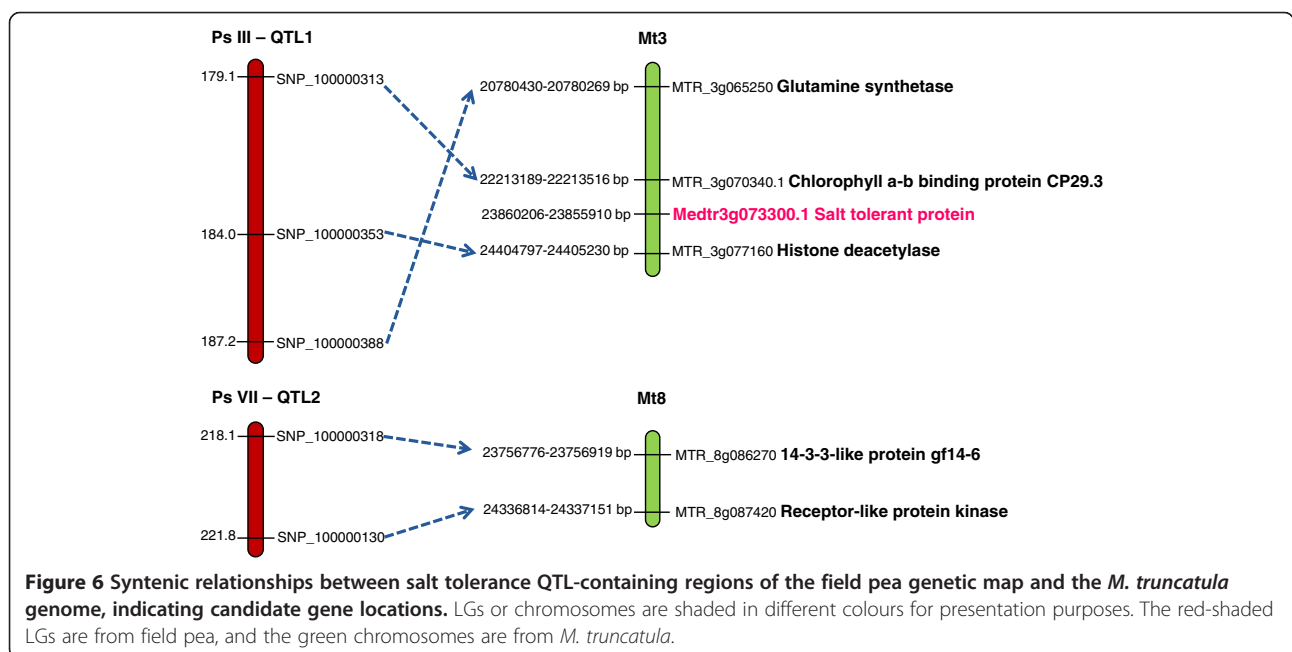 Ps III – QTL1
Mt3
179.1
SNP_100000313
20780430-20780269 bp
MTR_3g065250 Glutamine synthetase
22213189-22213516 bp
MTR_3g070340.1 Chlorophyll a-b binding protein CP29.3
23860206-23855910 bp
Medtr3g073300.1 Salt tolerant protein
184.0
SNP_100000353
24404797-24405230 bp
MTR_3g077160 Histone deacetylase
187.2
SNP_100000388
Ps VII – QTL2
Mt8
218.1
SNP_100000318
23756776-23756919 bp
MTR_8g086270 14-3-3-like protein gf14-6
24336814-24337151 bp
MTR_8g087420 Receptor-like protein kinase
221.8
SNP_100000130
Figure 6 Syntenic relationships between salt tolerance QTL-containing regions of the field pea genetic map and the M. truncatula
genome, indicating candidate gene locations. LGs or chromosomes are shaded in different colours for presentation purposes. The red-shaded
LGs are from field pea, and the green chromosomes are from M. truncatula.